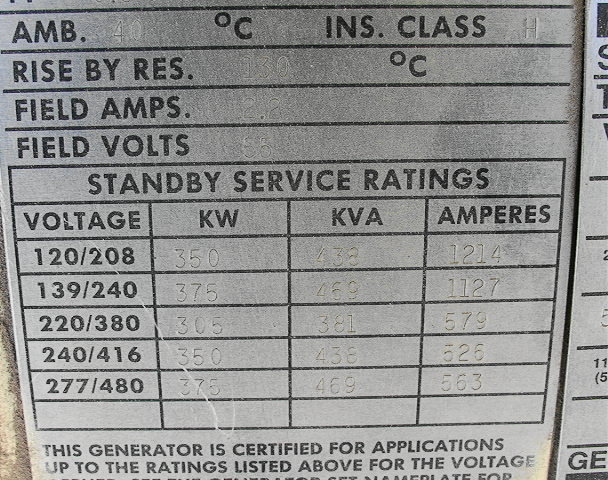 AMB. 40 °C INS. CLASS H
RISE BY RES. 130 °C
FIELD AMPS. 2.2
FIELD VOLTS
STANDBY SERVICE RATINGS
VOLTAGE KW KVA AMPERES
120/208 350 438 1214
139/240 375 469 1127
220/380 305 381 579
240/416 350 438 526
277/480 375 469 563
THIS GENERATOR IS CERTIFIED FOR APPLICATIONS
UP TO THE RATINGS LISTED ABOVE FOR THE VOLTAGE
GE